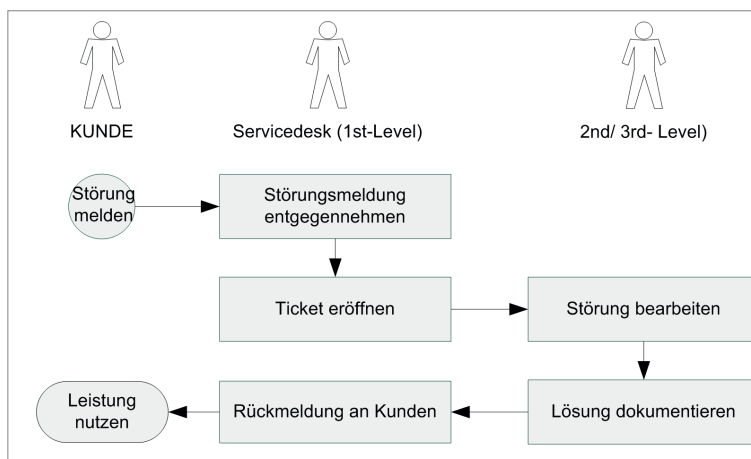 KUNDE
Servicedesk (1st-Level)
2nd/ 3rd- Level)
Störung
melden
Störungsmeldung
entgegennehmen
Ticket eröffnen
Störung bearbeiten
Leistung
nutzen
Rückmeldung an Kunden
Lösung dokumentieren